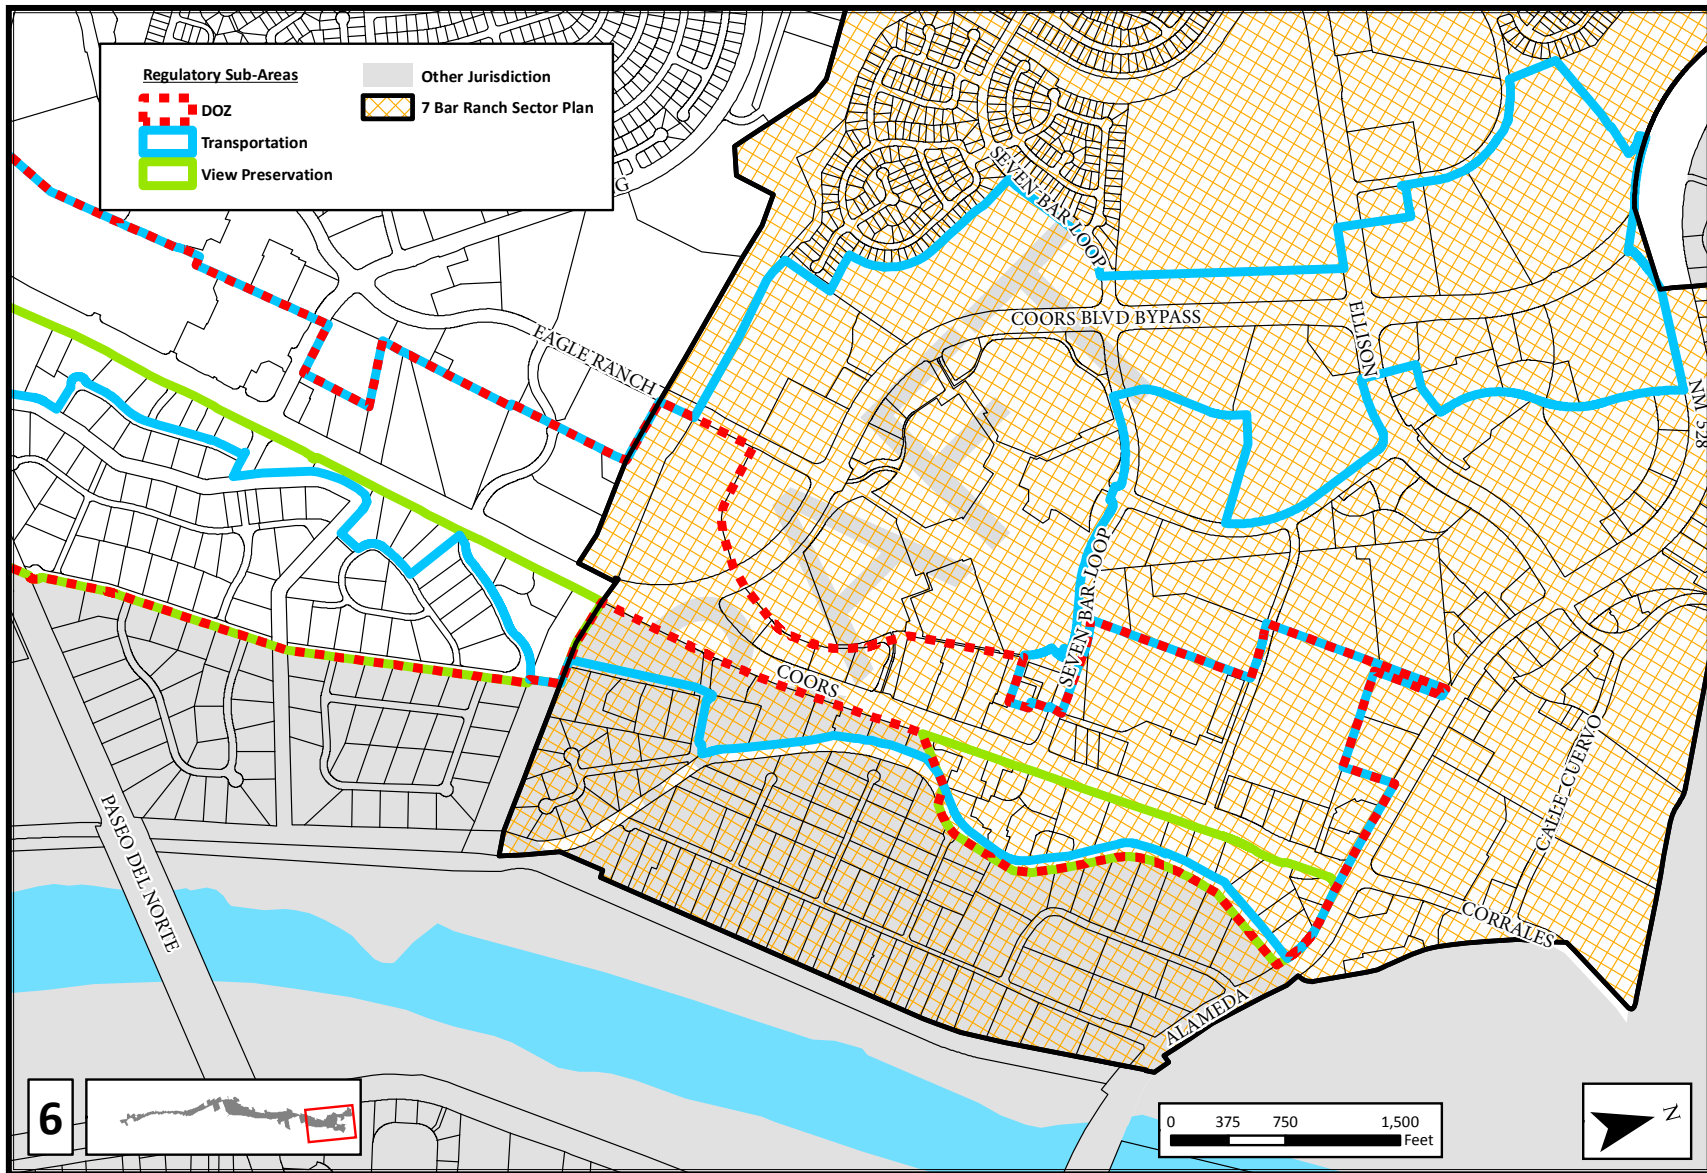 Regulatory Sub-Areas
DOZ
Transportation
View Preservation
Other Jurisdiction
7 Bar Ranch Sector Plan
G
SEVEN-BAR LOOP
COORS BLVD BYPASS
ELLISON
EAGLE RANCH
NM 528
SEVEN BAR-LOOP
COORS
CALLE-CUERVO
CORRALES
ALAMEDA
PASEO DEL NORTE
6
0 375 750 1,500
Feet
N